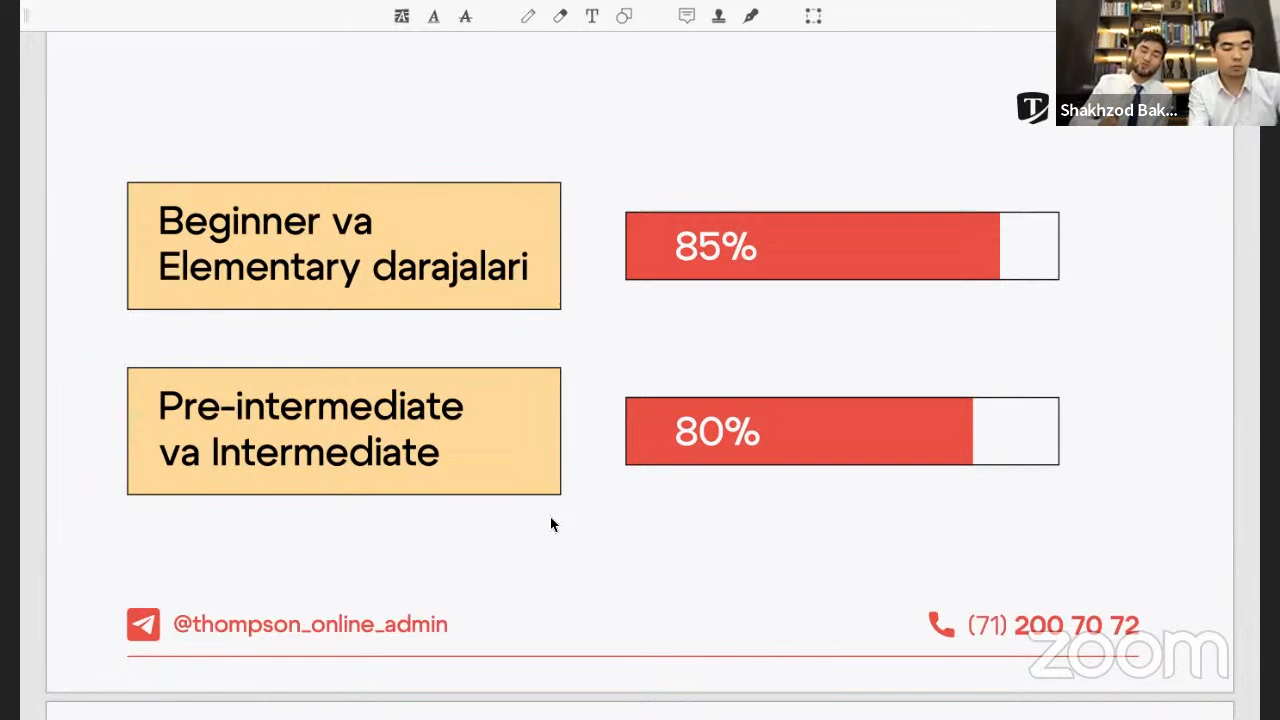 Shakhzod Bak...
Beginner va
Elementary darajalari
85%
Pre-intermediate
va Intermediate
80%
@thompson_online_admin
(71) 200 70 72
zoom